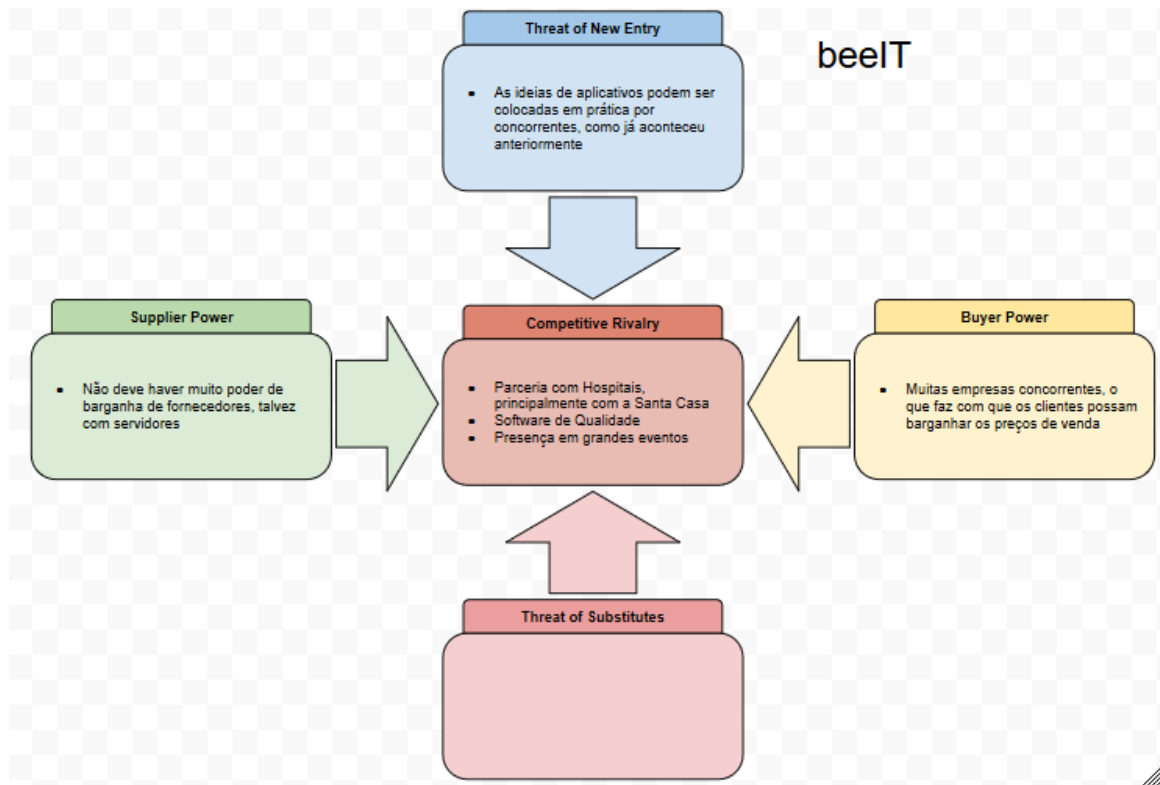 Threat of New Entry
beeIT
• As ideias de aplicativos podem ser
colocadas em prática por
concorrentes, como já aconteceu
anteriormente
Supplier Power
• Não deve haver muito poder de
barganha de fornecedores, talvez
com servidores
Competitive Rivalry
• Parceria com Hospitais,
principalmente com a Santa Casa
• Software de Qualidade
• Presença em grandes eventos
Buyer Power
• Muitas empresas concorrentes, o
que faz com que os clientes possam
barganhar os preços de venda
Threat of Substitutes